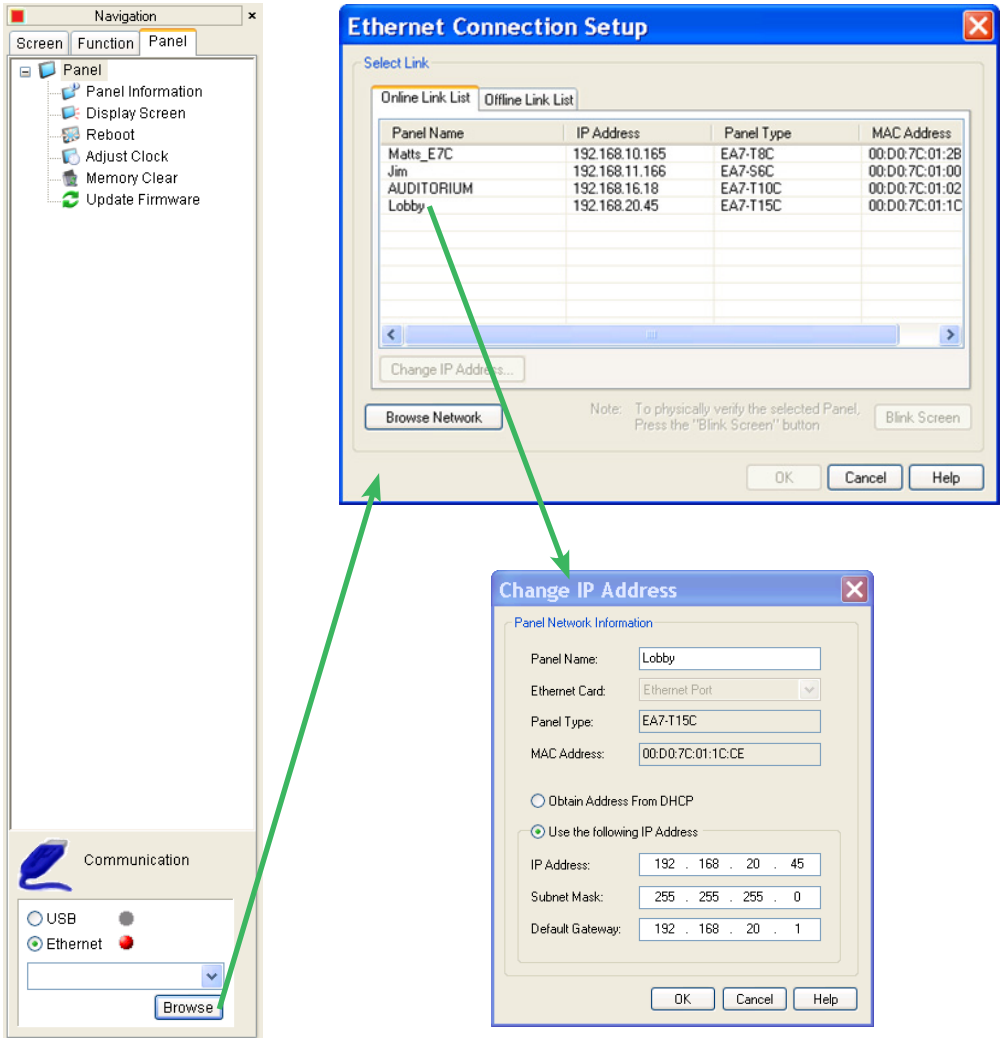 Navigation
Screen Function Panel
Panel
Panel Information
Display Screen
Reboot
Adjust Clock
Memory Clear
Update Firmware
Communication
USB
Ethernet
Browse
Ethernet Connection Setup
Select Link
Online Link List Offline Link List
Panel Name IP Address Panel Type MAC Address
Matts_E7C 192.168.10.165 EA7-T8C 00:D0:7C:01:2B
Jim 192.168.11.166 EA7-S6C 00:D0:7C:01:00
AUDITORIUM 192.168.16.18 EA7-T10C 00:D0:7C:01:02
Lobby 192.168.20.45 EA7-T15C 00:D0:7C:01:1C
Change IP Address...
Browse Network
Note: To physically verify the selected Panel,
Press the "Blink Screen" button
Blink Screen
OK Cancel Help
Change IP Address
Panel Network Information
Panel Name: Lobby
Ethernet Card: Ethernet Port
Panel Type: EA7-T15C
MAC Address: 00:D0:7C:01:1C:CE
Obtain Address From DHCP
Use the following IP Address
IP Address: 192 . 168 . 20 . 45
Subnet Mask: 255 . 255 . 255 . 0
Default Gateway: 192 . 168 . 20 . 1
OK Cancel Help